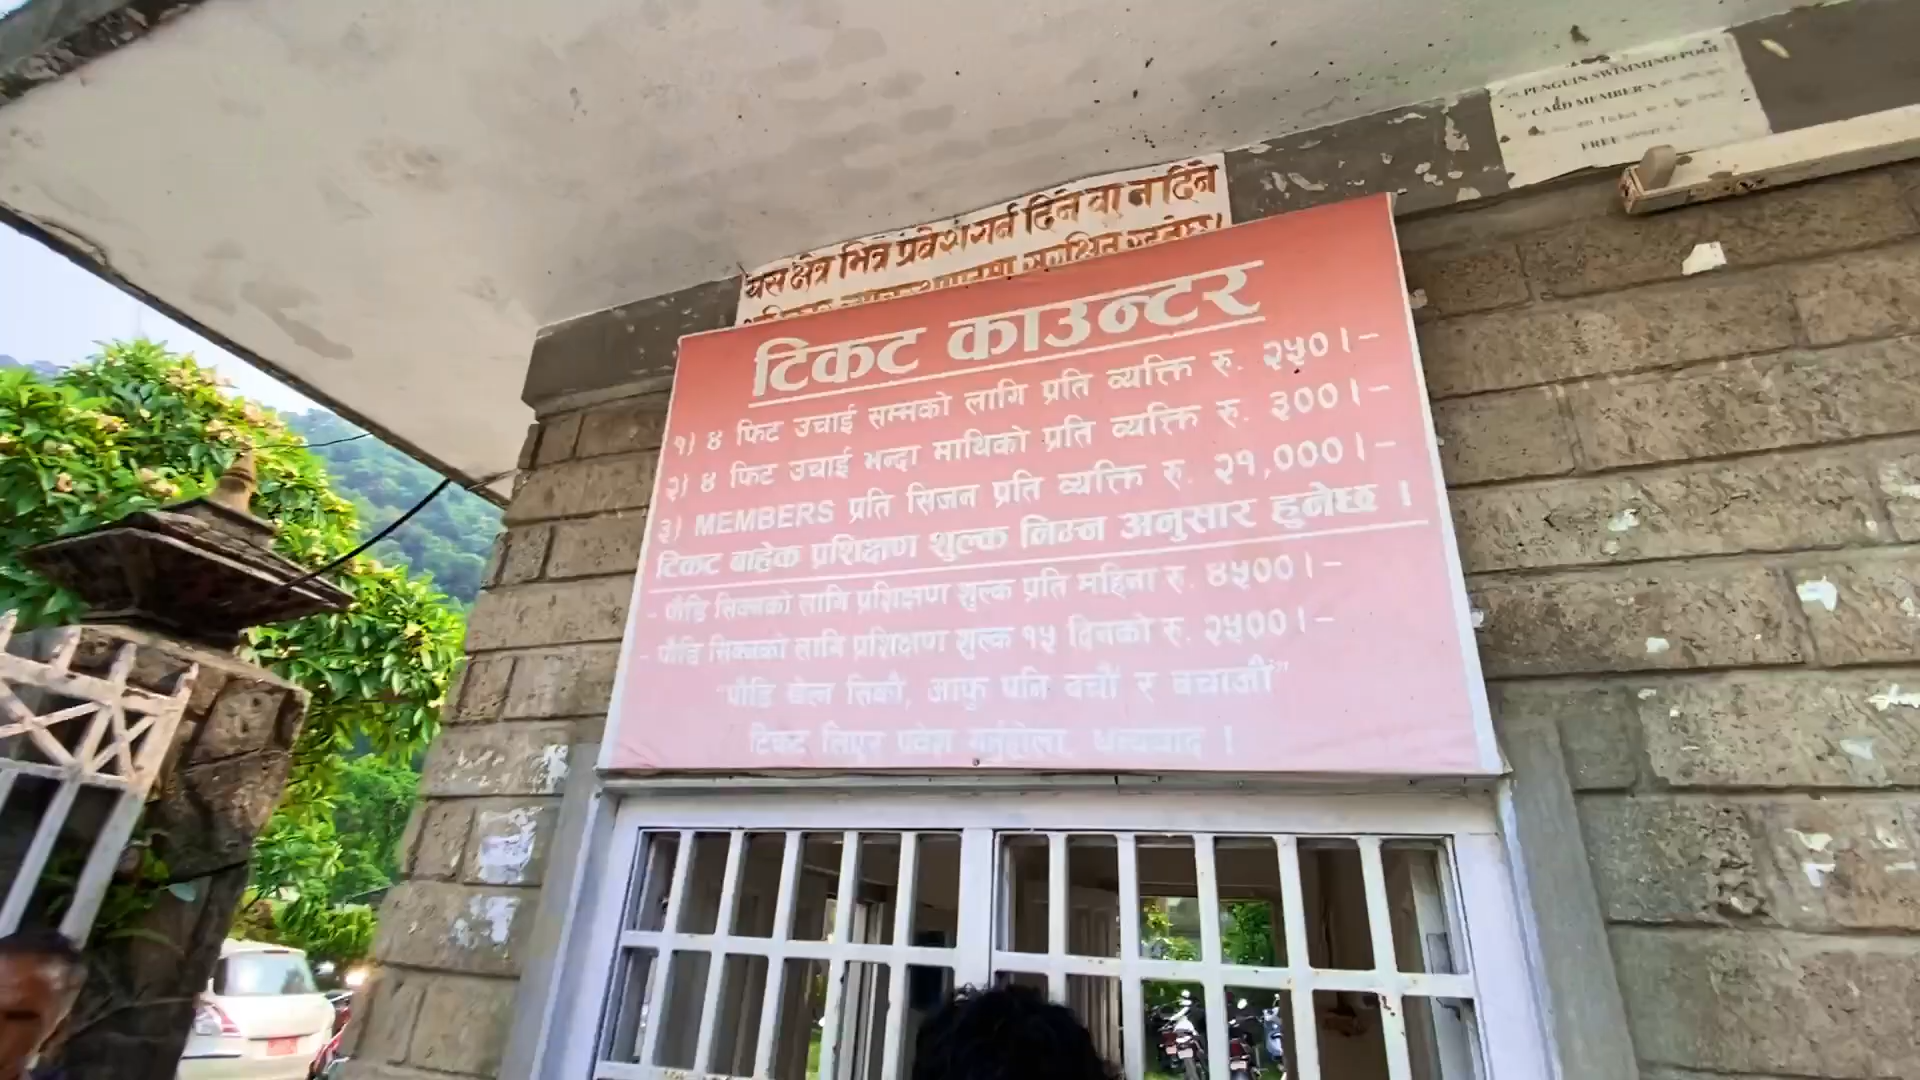 PENGUIN SWIMMING POOL
CARD MEMBER'S
Ticket
FREE
यस क्षेत्र भित्र प्रवेश गर्न दिने वा न दिने
टिकट काउन्टर
१) ४ फिट उचाई सम्मको लागि प्रति व्यक्ति रु. २५०।-
२) ४ फिट उचाई भन्दा माथिको प्रति व्यक्ति रु. ३००।-
३) MEMBERS प्रति सिजन प्रति व्यक्ति रु. २१,०००।-
टिकट बाहेक प्रशिक्षण शुल्क निम्न अनुसार हुनेछ ।
- पौडि सिक्नको लागि प्रशिक्षण शुल्क प्रति महिना रु. ४५००।-
- पौडि सिक्नको लागि प्रशिक्षण शुल्क १५ दिनको रु. २५००।-
"पौडि खेल्न सिकौं, आफु पनि बचौं र बचाऔं"
टिकट लिएर प्रवेश गर्नुहोला, धन्यवाद !